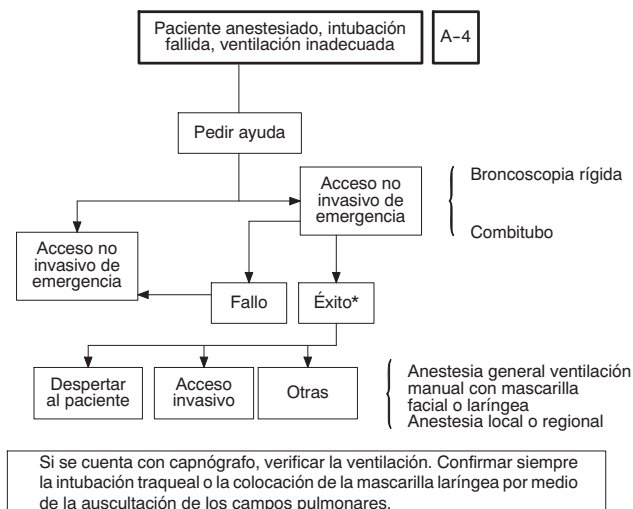 Paciente anestesiado, intubación
fallida, ventilación inadecuada
A-4
Pedir ayuda
Acceso no
invasivo de
emergencia
Broncoscopia rígida
Combitubo
Acceso no
invasivo de
emergencia
Fallo
Éxito*
Despertar
al paciente
Acceso
invasivo
Otras
Anestesia general ventilación
manual con mascarilla
facial o laríngea
Anestesia local o regional
Si se cuenta con capnógrafo, verificar la ventilación. Confirmar siempre
la intubación traqueal o la colocación de la mascarilla laríngea por medio
de la auscultación de los campos pulmonares.